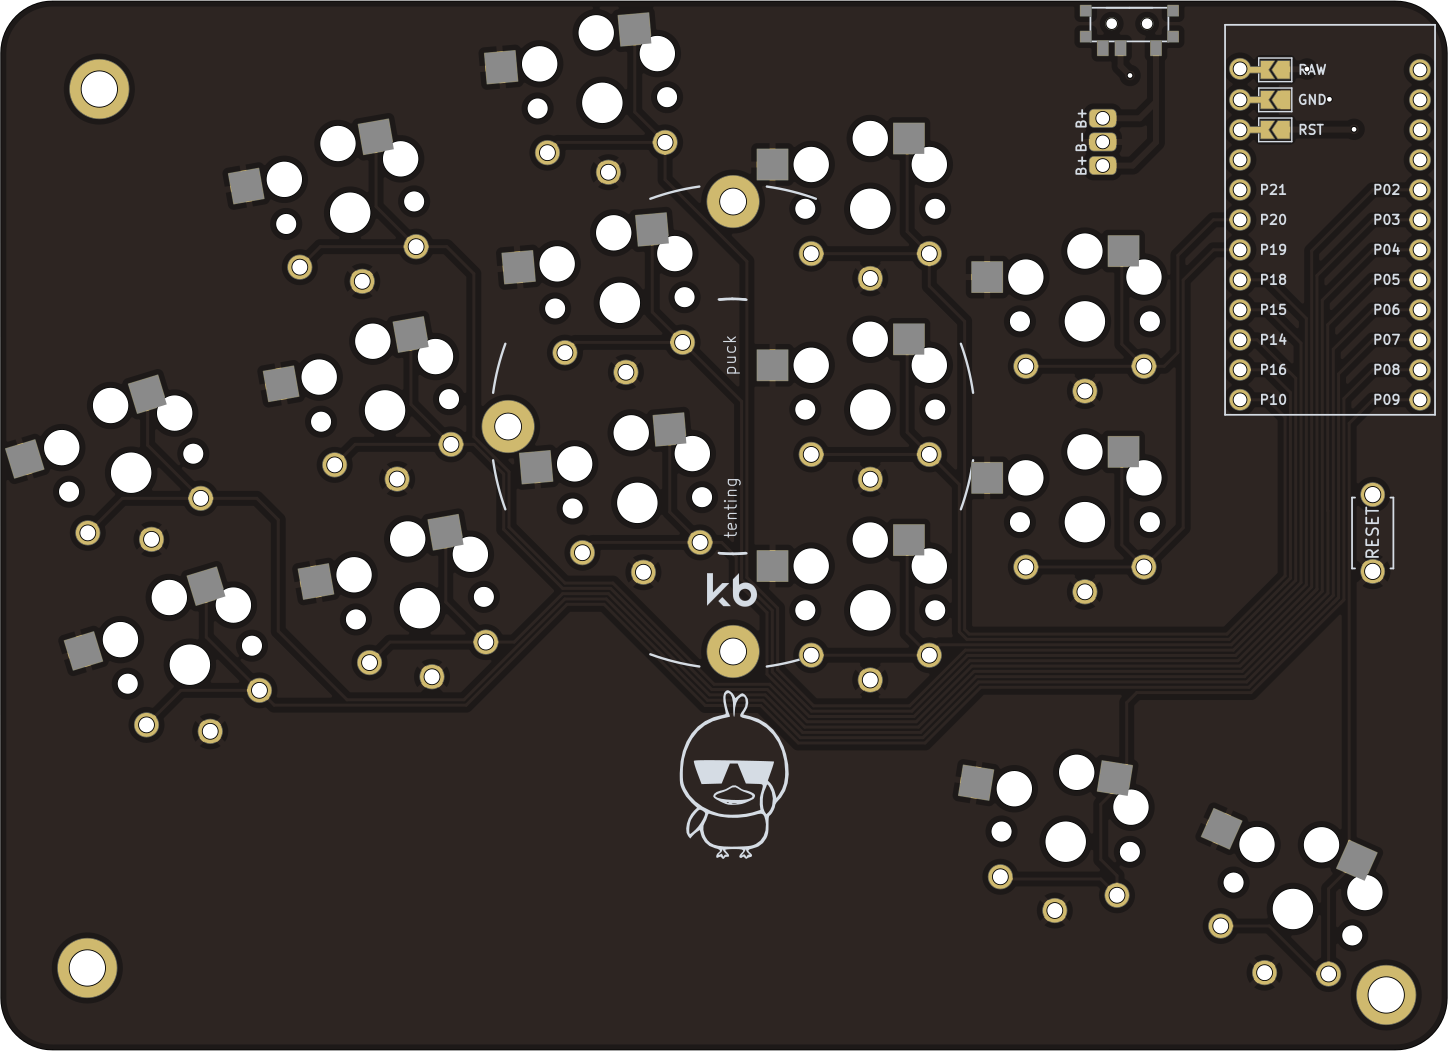 RAW
GND
RST
B+
B-
B+
P21
P20
P19
P18
P15
P14
P16
P10
P02
P03
P04
P05
P06
P07
P08
P09
puck
tenting
kb
RESET